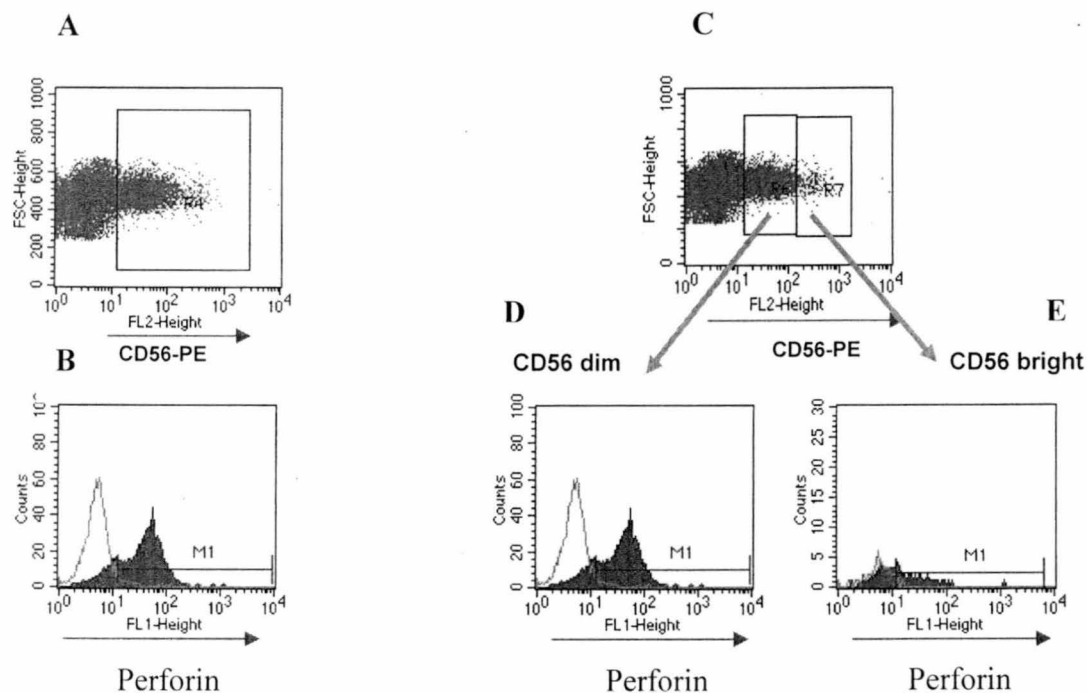 A
1000
800
600
400
200
0
FSC-Height
R4
10^0 10^1 10^2 10^3 10^4
FL2-Height
CD56-PE
C
1000
0
FSC-Height
R6 R7
10^0 10^1 10^2 10^3 10^4
FL2-Height
CD56-PE
B
80
60
40
20
0
Counts
M1
10^0 10^1 10^2 10^3 10^4
FL1-Height
Perforin
D
CD56 dim
100
80
60
40
20
0
Counts
M1
10^0 10^1 10^2 10^3 10^4
FL1-Height
Perforin
E
CD56 bright
30
25
20
15
10
5
0
Counts
M1
10^0 10^1 10^2 10^3 10^4
FL1-Height
Perforin